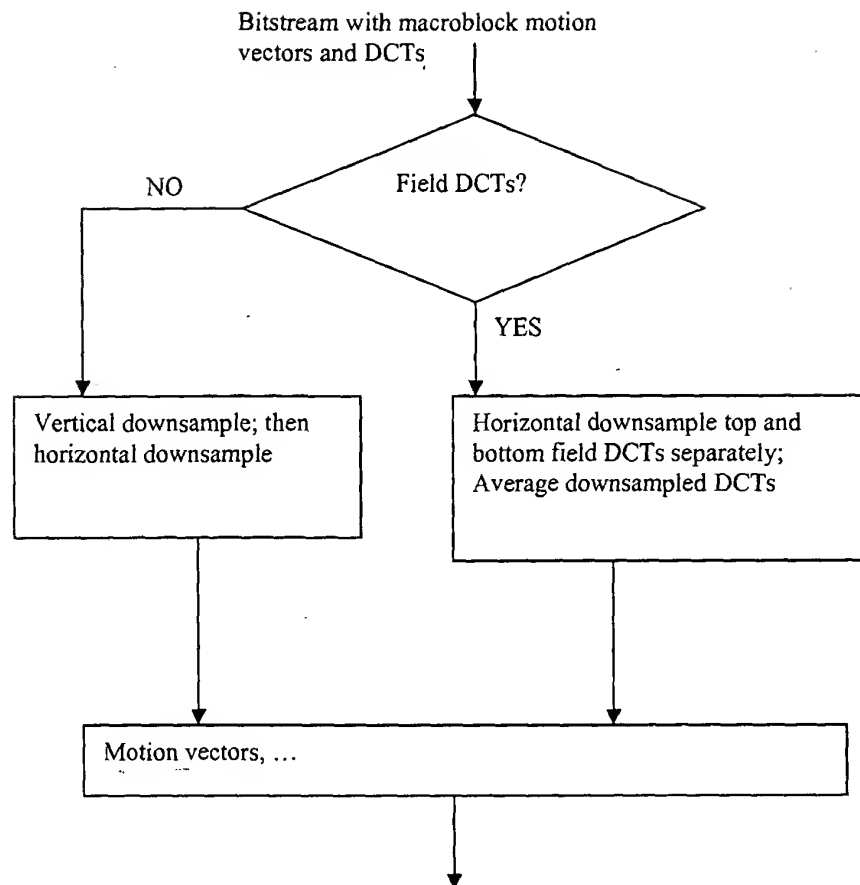 Bitstream with macroblock motion
vectors and DCTs
Field DCTs?
NO
YES
Vertical downsample; then
horizontal downsample
Horizontal downsample top and
bottom field DCTs separately;
Average downsampled DCTs
Motion vectors, …